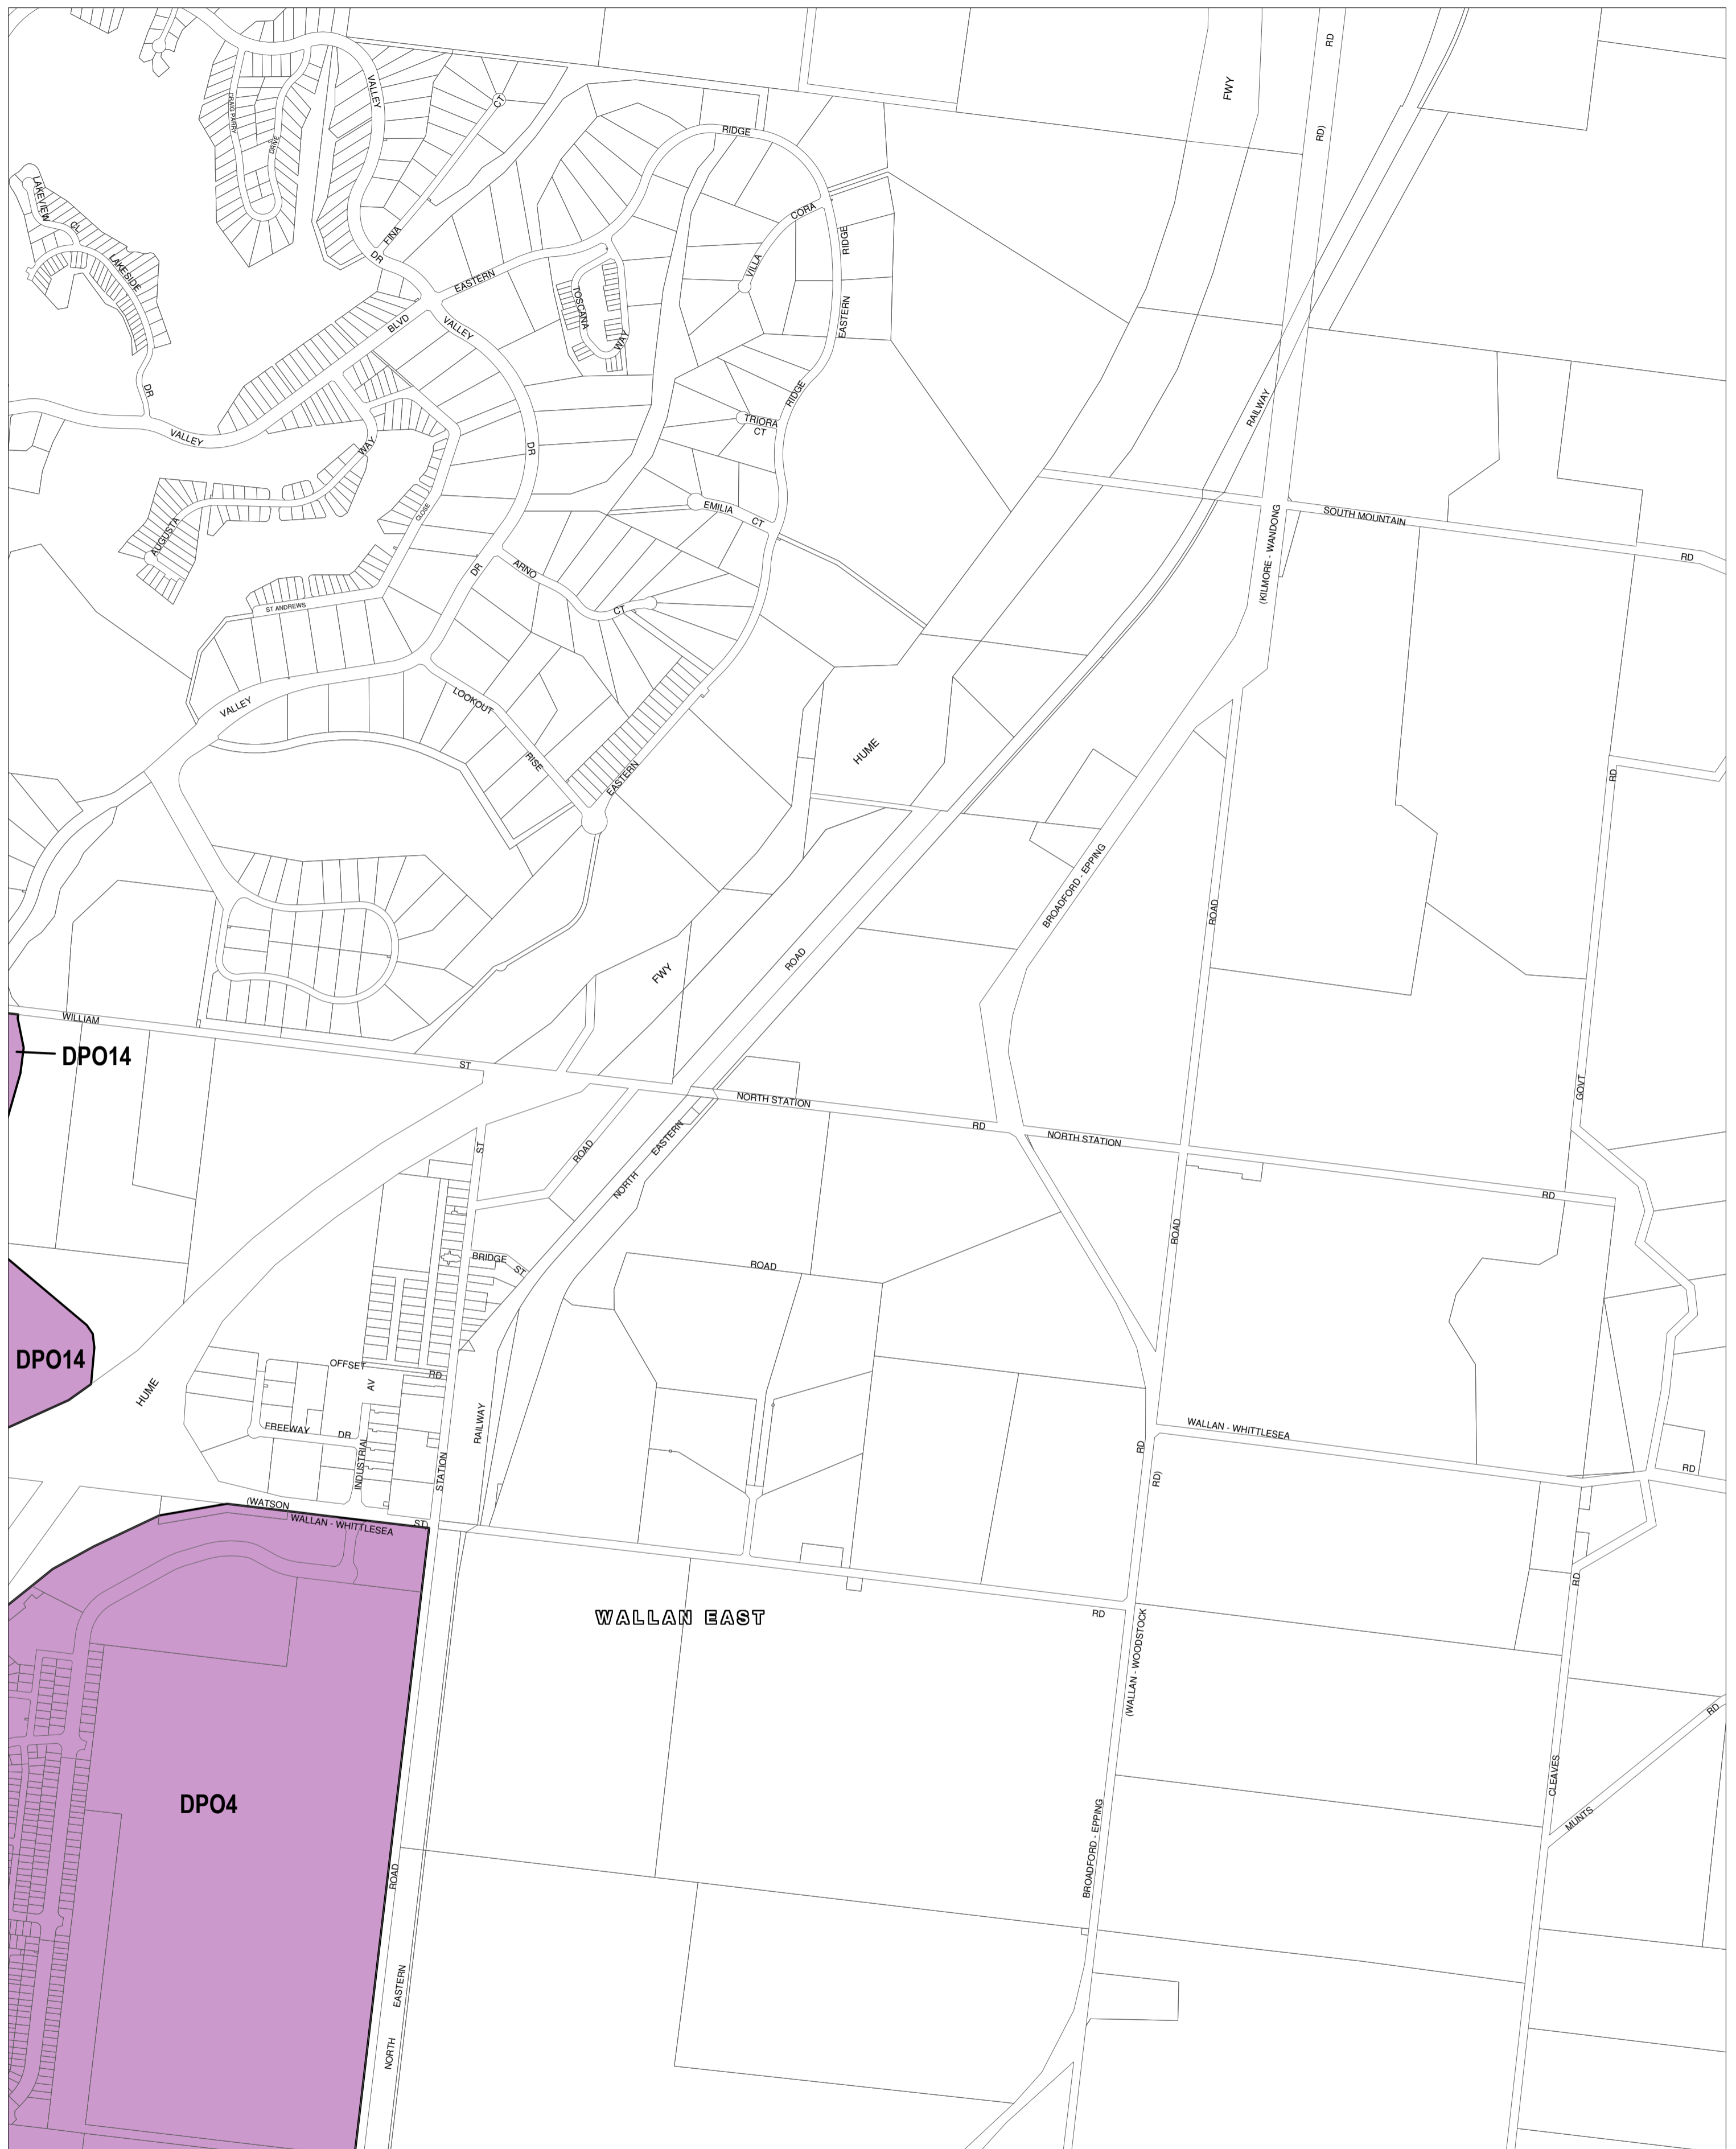 RD
FWY
VALLEY
CRAIG PARRY
DRIVE
CT
RIDGE
RD)
LAKEVIEW
CL
LAKESIDE
DR
FINA
DR
CORA
VILLA
RIDGE
EASTERN
EASTERN
TOSCANA
WAY
BLVD
VALLEY
RIDGE
TRIORA
CT
RAILWAY
VALLEY
DR
WAY
AUGUSTA
CLOSE
EMILIA
CT
SOUTH MOUNTAIN
RD
(KILMORE - WANDONG
DR
ARNO
CT
ST ANDREWS
VALLEY
LOOKOUT
RISE
EASTERN
HUME
RD
BROADFORD - EPPING
ROAD
ROAD
FWY
WILLIAM
ST
DPO14
NORTH STATION
RD
NORTH STATION
RD
GOVT
ST
ROAD
NORTH
EASTERN
ROAD
BRIDGE
ST
ROAD
DPO14
HUME
OFFSET
RD
AV
FREEWAY
DR
INDUSTRIAL
STATION
RAILWAY
RD
RD)
WALLAN - WHITTLESEA
RD
(WATSON
ST)
WALLAN - WHITTLESEA
RD
WALLAN EAST
RD
(WALLAN - WOODSTOCK
RD
CLEAVES
MUNTS
DPO4
BROADFORD - EPPING
ROAD
EASTERN
NORTH